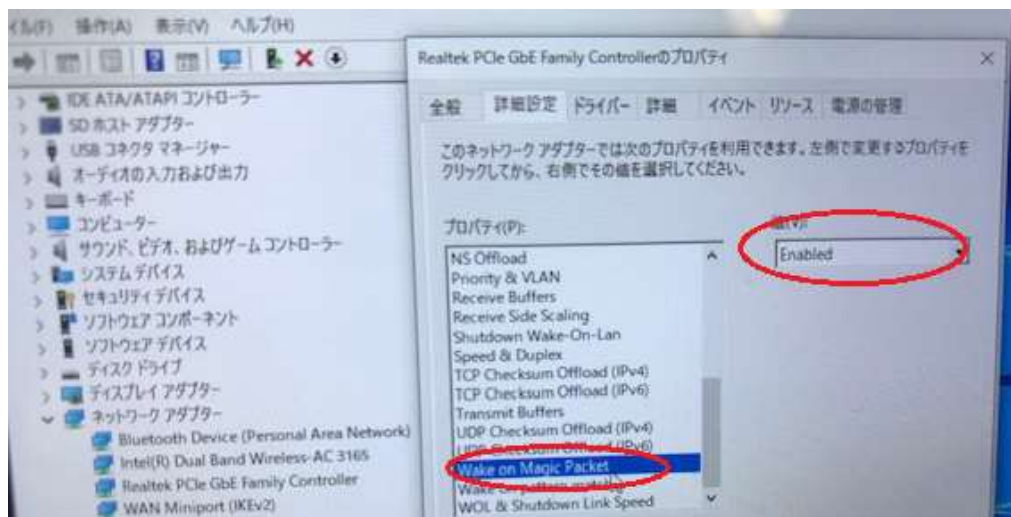 イル(F) 操作(A) 表示(V) ヘルプ(H)
IDE ATA/ATAPI コントローラー
SD ホスト アダプター
USB コネクタ マネージャー
オーディオの入力および出力
キーボード
コンピューター
サウンド、ビデオ、およびゲーム コントローラー
システム デバイス
セキュリティ デバイス
ソフトウェア コンポーネント
ソフトウェア デバイス
ディスク ドライブ
ディスプレイ アダプター
ネットワーク アダプター
Bluetooth Device (Personal Area Network)
Intel(R) Dual Band Wireless-AC 3165
Realtek PCIe GbE Family Controller
WAN Miniport (IKEv2)
Realtek PCIe GbE Family Controllerのプロパティ
全般 詳細設定 ドライバー 詳細 イベント リソース 電源の管理
このネットワーク アダプターでは次のプロパティを利用できます。左側で変更するプロパティを
クリックしてから、右側でその値を選択してください。
プロパティ(P):
値(V):
NS Offload
Priority & VLAN
Receive Buffers
Receive Side Scaling
Shutdown Wake-On-Lan
Speed & Duplex
TCP Checksum Offload (IPv4)
TCP Checksum Offload (IPv6)
Transmit Buffers
UDP Checksum Offload (IPv4)
UDP Checksum Offload (IPv6)
Wake on Magic Packet
Wake on pattern match
WOL & Shutdown Link Speed
Enabled